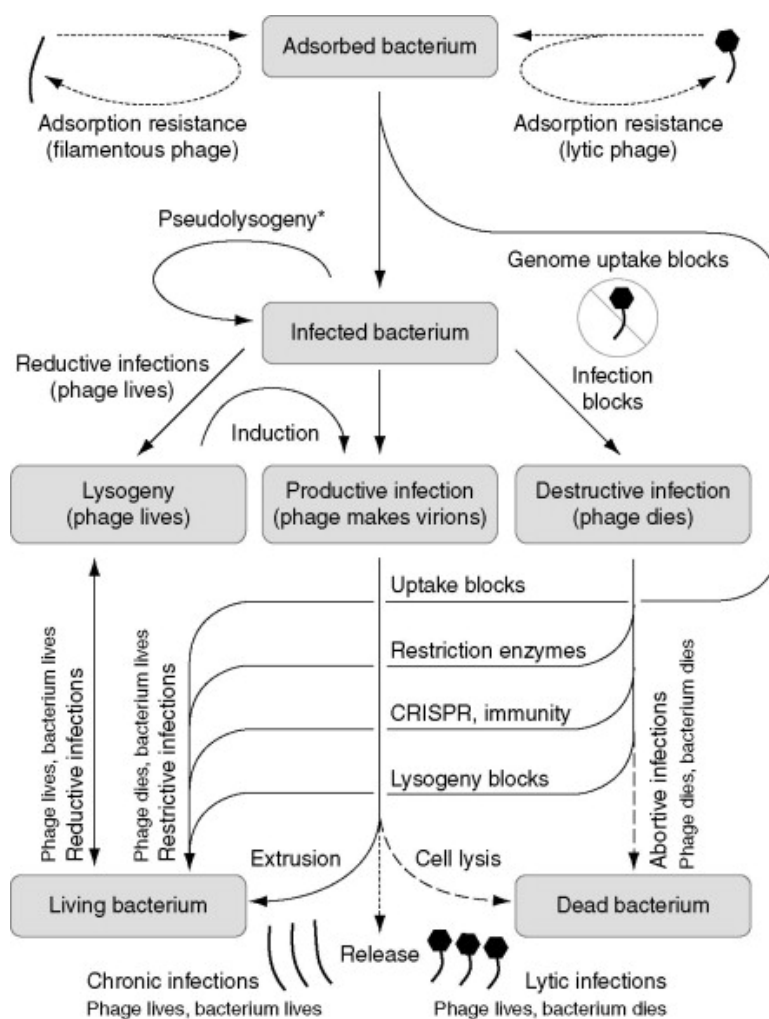 Adsorbed bacterium
Adsorption resistance
(filamentous phage)
Adsorption resistance
(lytic phage)
Pseudolysogeny*
Genome uptake blocks
Infected bacterium
Reductive infections
(phage lives)
Infection
blocks
Induction
Lysogeny
(phage lives)
Productive infection
(phage makes virions)
Destructive infection
(phage dies)
Uptake blocks
Restriction enzymes
CRISPR, immunity
Lysogeny blocks
Phage lives, bacterium lives
Reductive infections
Phage dies, bacterium lives
Restrictive infections
Abortive infections
Phage dies, bacterium dies
Extrusion
Cell lysis
Living bacterium
Dead bacterium
Release
Chronic infections
Phage lives, bacterium lives
Lytic infections
Phage lives, bacterium dies